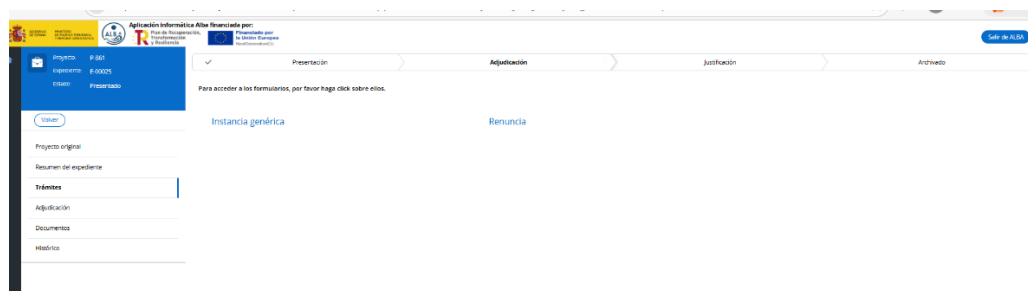 Aplicación informática Alba financiada por:
ALBA
Plan de Recuperación,
Transformación
y Resiliencia
Financiado por
la Unión Europea
NextGenerationEU
Salir de ALBA
Proyecto: P-861
Expediente: E-00025
Estado: Presentado
Presentación
Adjudicación
Justificación
Archivado
Para acceder a los formularios, por favor haga click sobre ellos.
Instancia genérica
Renuncia
Volver
Proyecto original
Resumen del expediente
Trámites
Adjudicación
Documentos
Histórico